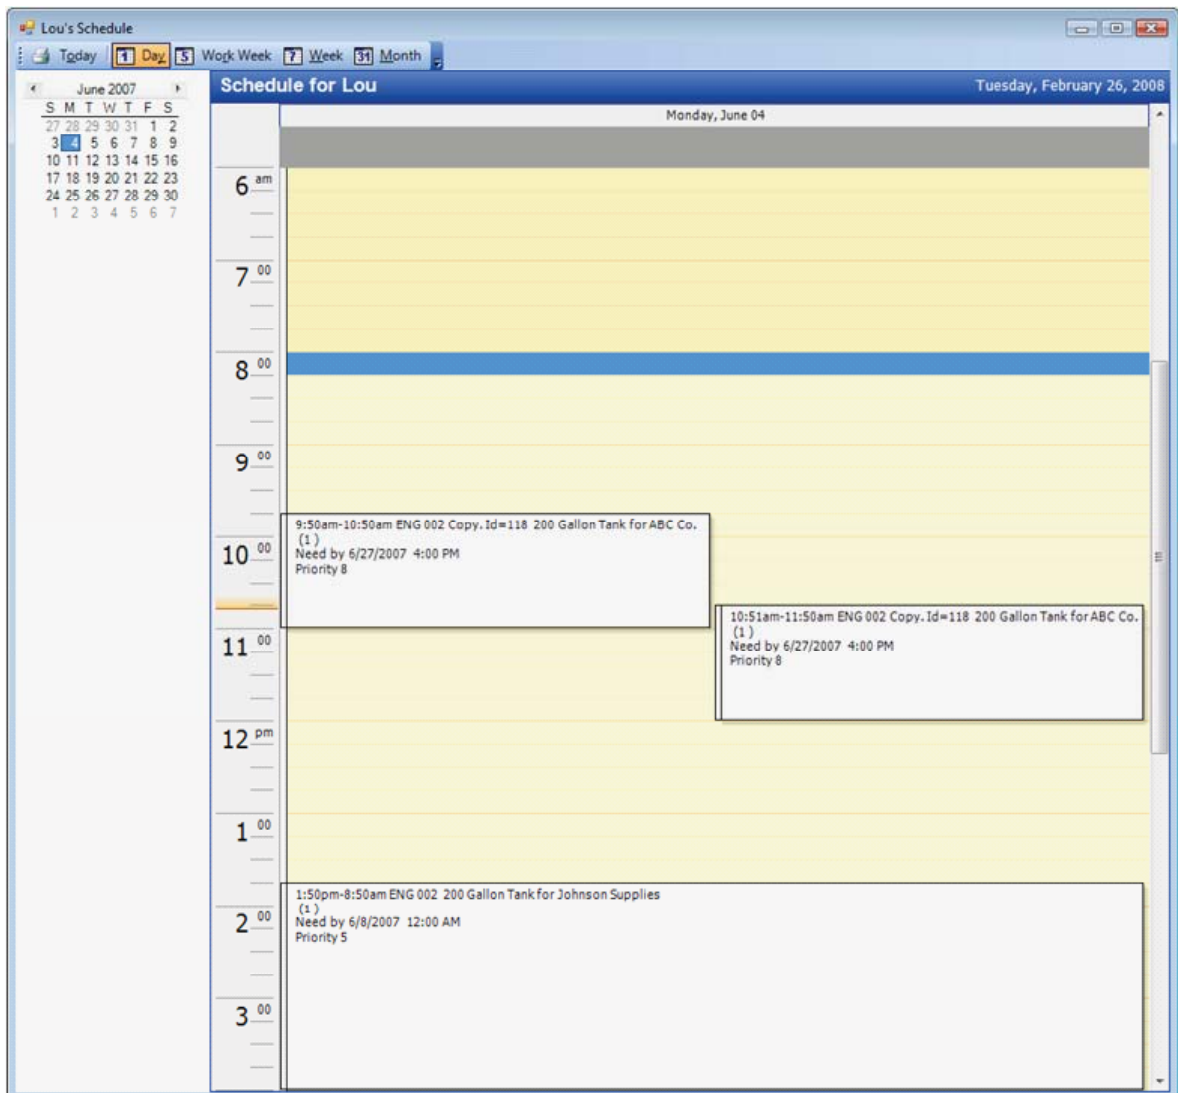 Lou's Schedule
Today 1 Day 5 Work Week 7 Week 31 Month
June 2007
S M T W T F S
27 28 29 30 31 1 2
3 4 5 6 7 8 9
10 11 12 13 14 15 16
17 18 19 20 21 22 23
24 25 26 27 28 29 30
1 2 3 4 5 6 7
Schedule for Lou Tuesday, February 26, 2008
Monday, June 04
6 am
7 00
8 00
9 00
9:50am-10:50am ENG 002 Copy. Id=118 200 Gallon Tank for ABC Co.
(1 )
Need by 6/27/2007 4:00 PM
Priority 8
10 00
10:51am-11:50am ENG 002 Copy. Id=118 200 Gallon Tank for ABC Co.
(1 )
Need by 6/27/2007 4:00 PM
Priority 8
11 00
12 pm
1 00
1:50pm-8:50am ENG 002 200 Gallon Tank for Johnson Supplies
(1 )
Need by 6/8/2007 12:00 AM
Priority 5
2 00
3 00